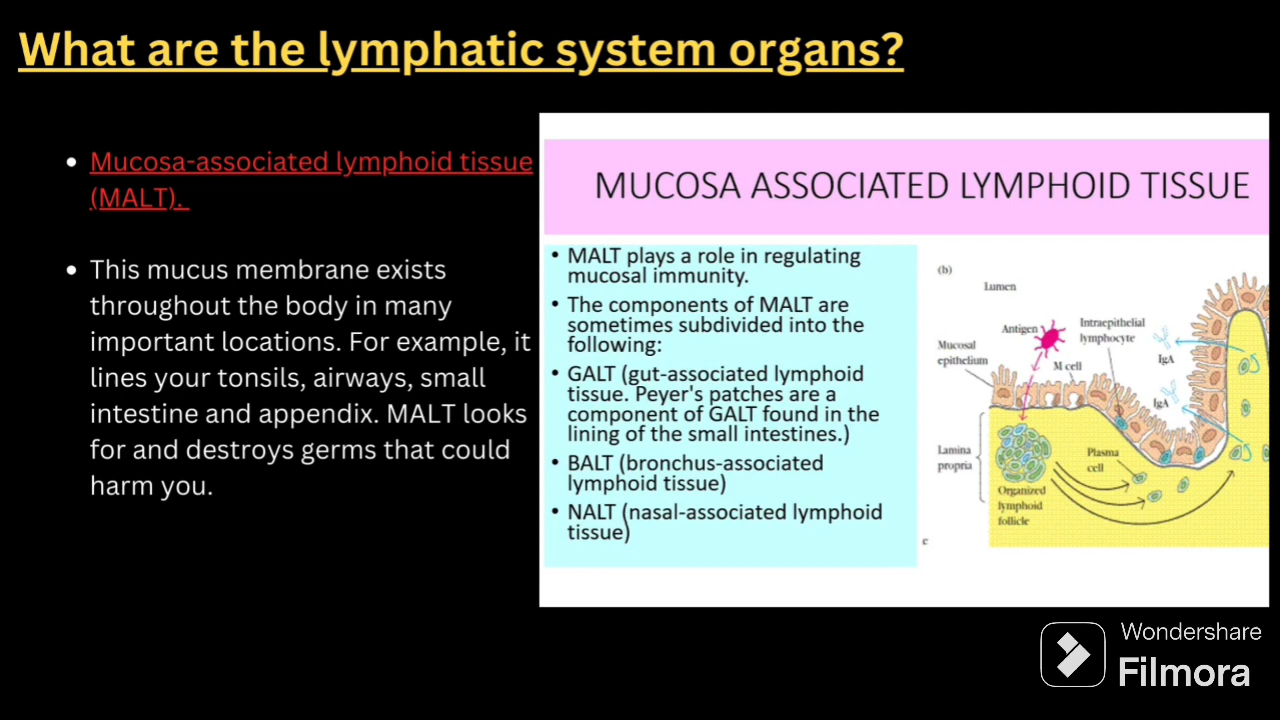 What are the lymphatic system organs?
Mucosa-associated lymphoid tissue
(MALT).
This mucus membrane exists
throughout the body in many
important locations. For example, it
lines your tonsils, airways, small
intestine and appendix. MALT looks
for and destroys germs that could
harm you.
MUCOSA ASSOCIATED LYMPHOID TISSUE
• MALT plays a role in regulating
mucosal immunity.
• The components of MALT are
sometimes subdivided into the
following:
• GALT (gut-associated lymphoid
tissue. Peyer's patches are a
component of GALT found in the
lining of the small intestines.)
• BALT (bronchus-associated
lymphoid tissue)
• NALT (nasal-associated lymphoid
tissue)
(b)
Lumen
Antigen
Intraepithelial
lymphocyte
Mucosal
epithelium
M cell
IgA
IgA
Lamina
propria
Plasma
cell
Organized
lymphoid
follicle
c
Wondershare
Filmora